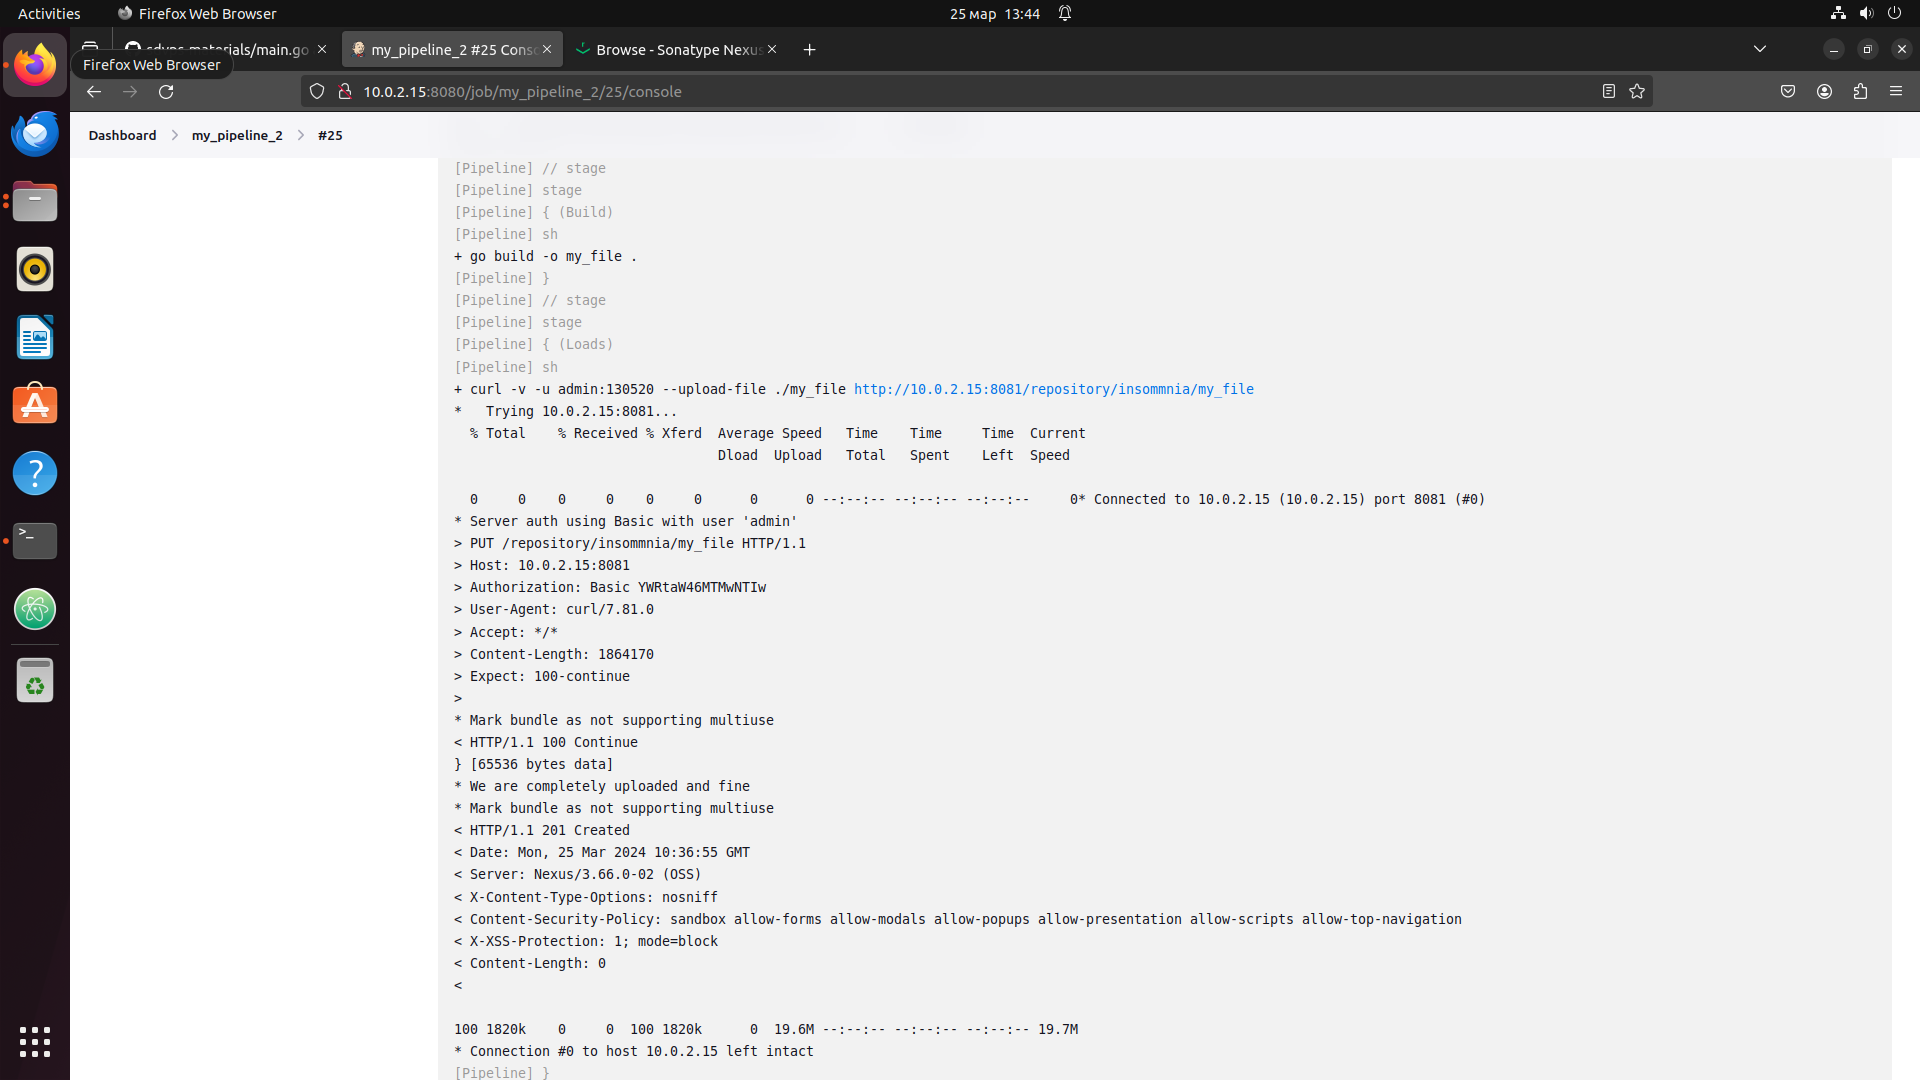 Activities
Firefox Web Browser
25 мар 13:44
sdvps-materials/main.go
my_pipeline_2 #25 Conso
Browse - Sonatype Nexus
Firefox Web Browser
10.0.2.15:8080/job/my_pipeline_2/25/console
Dashboard
my_pipeline_2
#25
[Pipeline] // stage
[Pipeline] stage
[Pipeline] { (Build)
[Pipeline] sh
+ go build -o my_file .
[Pipeline] }
[Pipeline] // stage
[Pipeline] stage
[Pipeline] { (Loads)
[Pipeline] sh
+ curl -v -u admin:130520 --upload-file ./my_file http://10.0.2.15:8081/repository/insommnia/my_file
*   Trying 10.0.2.15:8081...
  % Total    % Received % Xferd  Average Speed   Time    Time     Time  Current
                                 Dload  Upload   Total   Spent    Left  Speed
  0     0    0     0    0     0      0      0 --:--:-- --:--:-- --:--:--     0* Connected to 10.0.2.15 (10.0.2.15) port 8081 (#0)
* Server auth using Basic with user 'admin'
> PUT /repository/insommnia/my_file HTTP/1.1
> Host: 10.0.2.15:8081
> Authorization: Basic YWRtaW46MTMwNTIw
> User-Agent: curl/7.81.0
> Accept: */*
> Content-Length: 1864170
> Expect: 100-continue
>
* Mark bundle as not supporting multiuse
< HTTP/1.1 100 Continue
} [65536 bytes data]
* We are completely uploaded and fine
* Mark bundle as not supporting multiuse
< HTTP/1.1 201 Created
< Date: Mon, 25 Mar 2024 10:36:55 GMT
< Server: Nexus/3.66.0-02 (OSS)
< X-Content-Type-Options: nosniff
< Content-Security-Policy: sandbox allow-forms allow-modals allow-popups allow-presentation allow-scripts allow-top-navigation
< X-XSS-Protection: 1; mode=block
< Content-Length: 0
<
100 1820k    0     0  100 1820k      0  19.6M --:--:-- --:--:-- --:--:-- 19.7M
* Connection #0 to host 10.0.2.15 left intact
[Pipeline] }